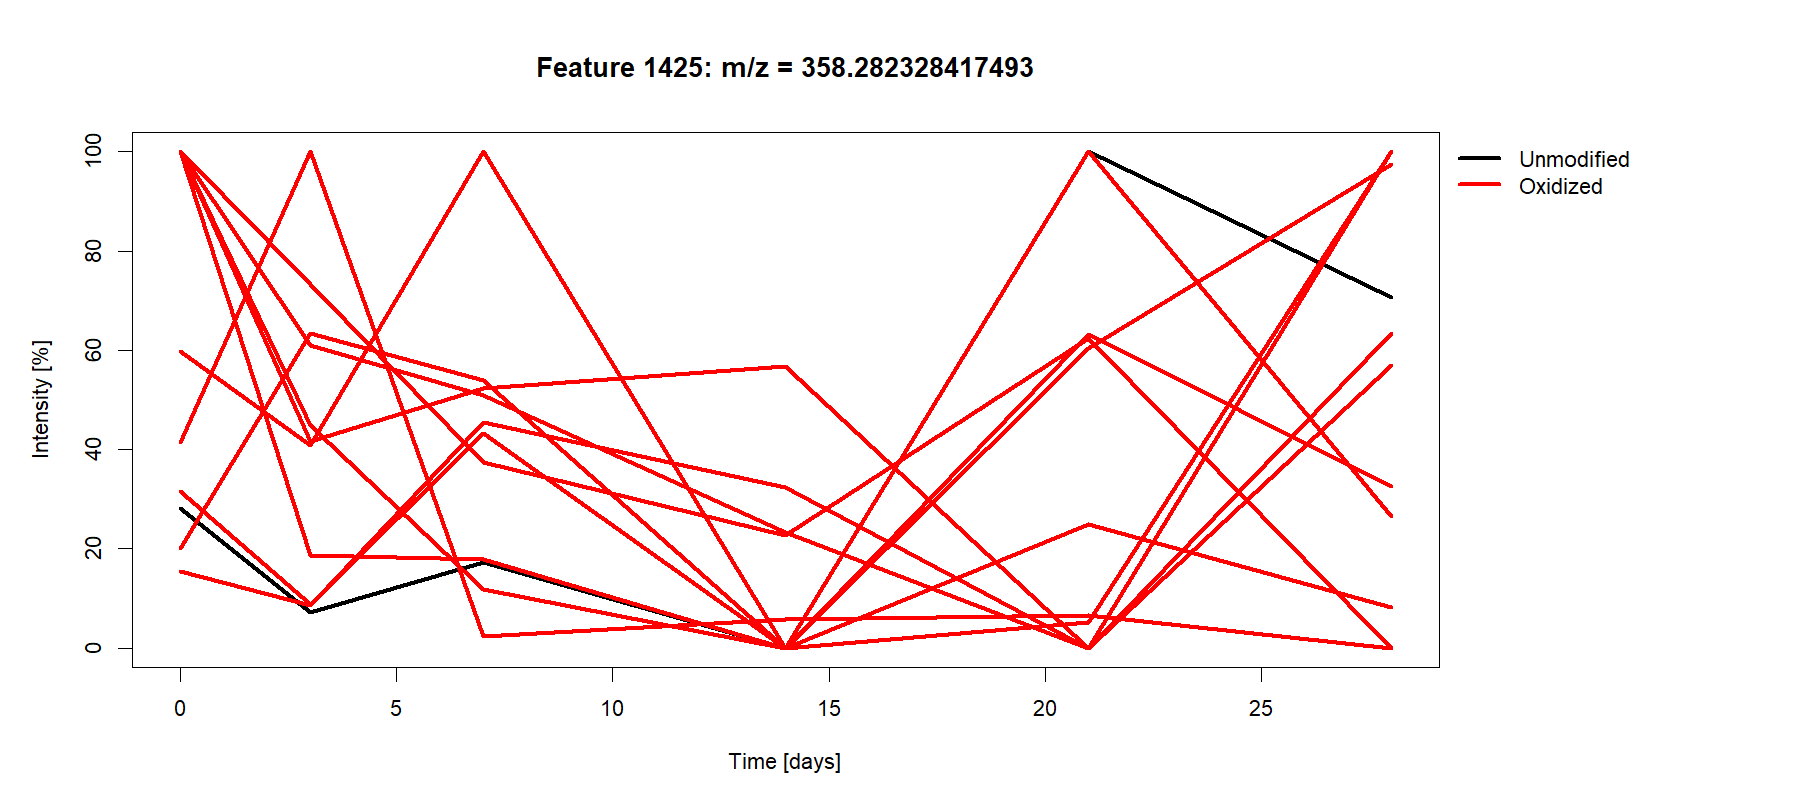 Feature 1425: m/z = 358.282328417493
Unmodified
Oxidized
Intensity [%]
100
80
60
40
20
0
0 5 10 15 20 25
Time [days]